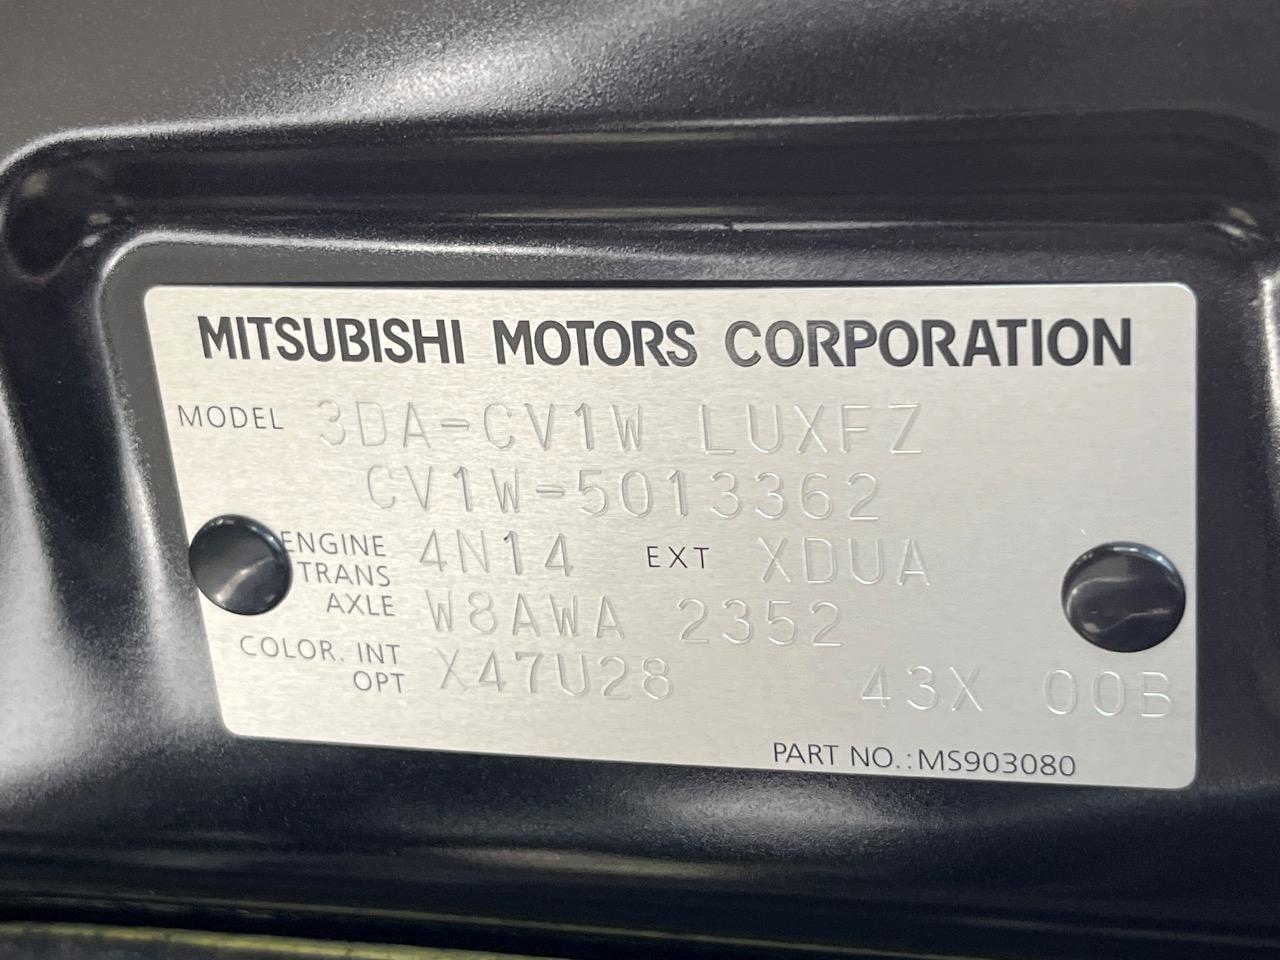 MITSUBISHI MOTORS CORPORATION
MODEL 3DA-CV1W LUXFZ
CV1W-5013362
ENGINE 4N14 EXT XDUA
TRANS
AXLE W8AWA 2352
COLOR. INT X47U28 43X 00B
OPT
PART NO.:MS903080